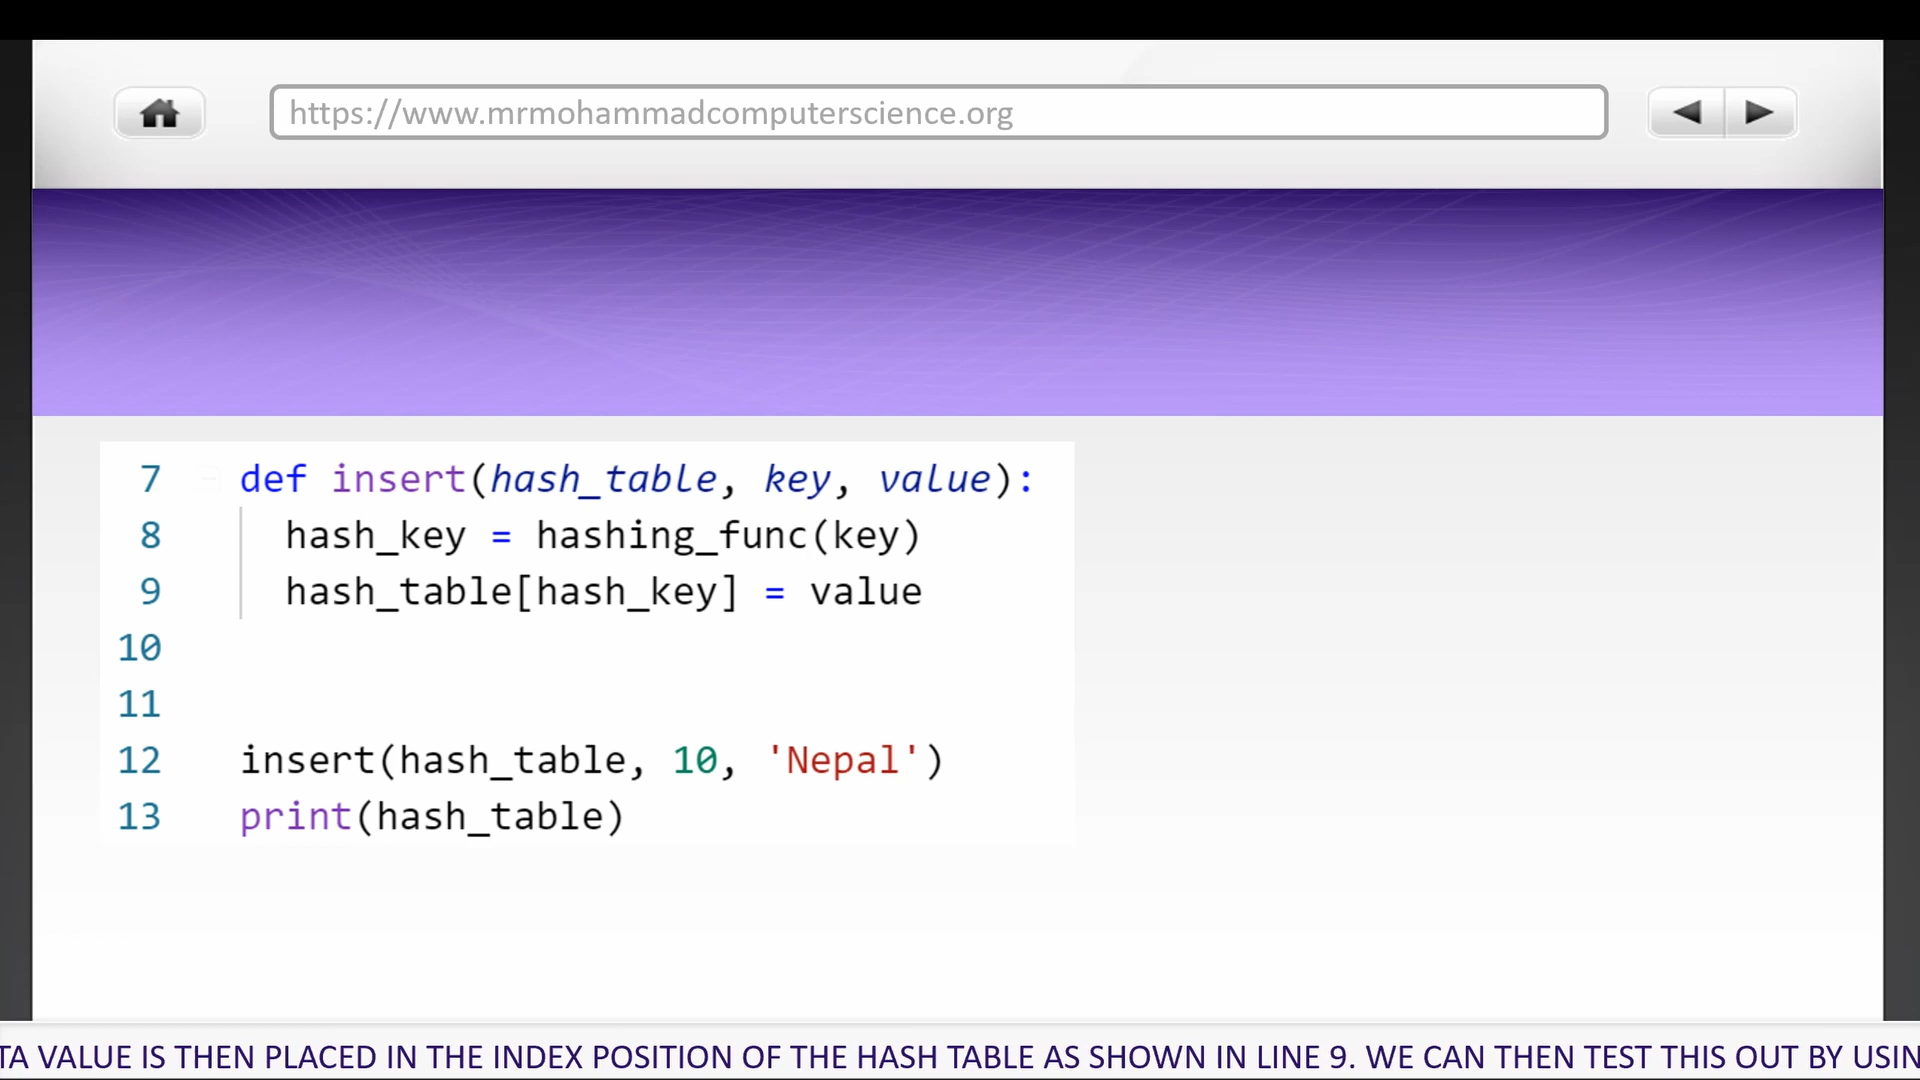 https://www.mrmohammadcomputerscience.org
7 def insert(hash_table, key, value):
8 hash_key = hashing_func(key)
9 hash_table[hash_key] = value
10
11
12 insert(hash_table, 10, 'Nepal')
13 print(hash_table)
TA VALUE IS THEN PLACED IN THE INDEX POSITION OF THE HASH TABLE AS SHOWN IN LINE 9. WE CAN THEN TEST THIS OUT BY USIN